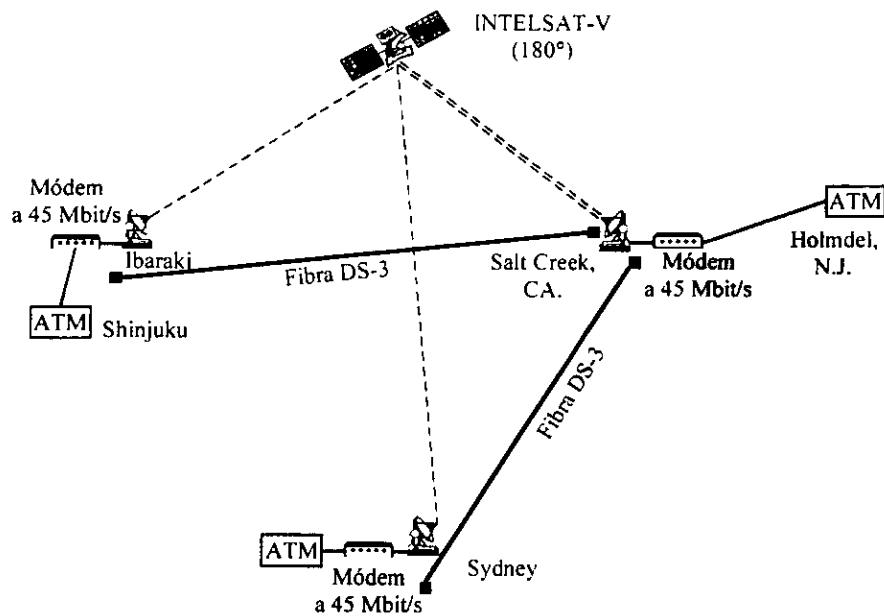 INTELSAT-V
(180°)
Módem
a 45 Mbit/s
Ibaraki
ATM
Shinjuku
Fibra DS-3
Salt Creek,
CA.
Módem
a 45 Mbit/s
ATM
Holmdel,
N.J.
Fibra DS-3
ATM
Módem
a 45 Mbit/s
Sydney